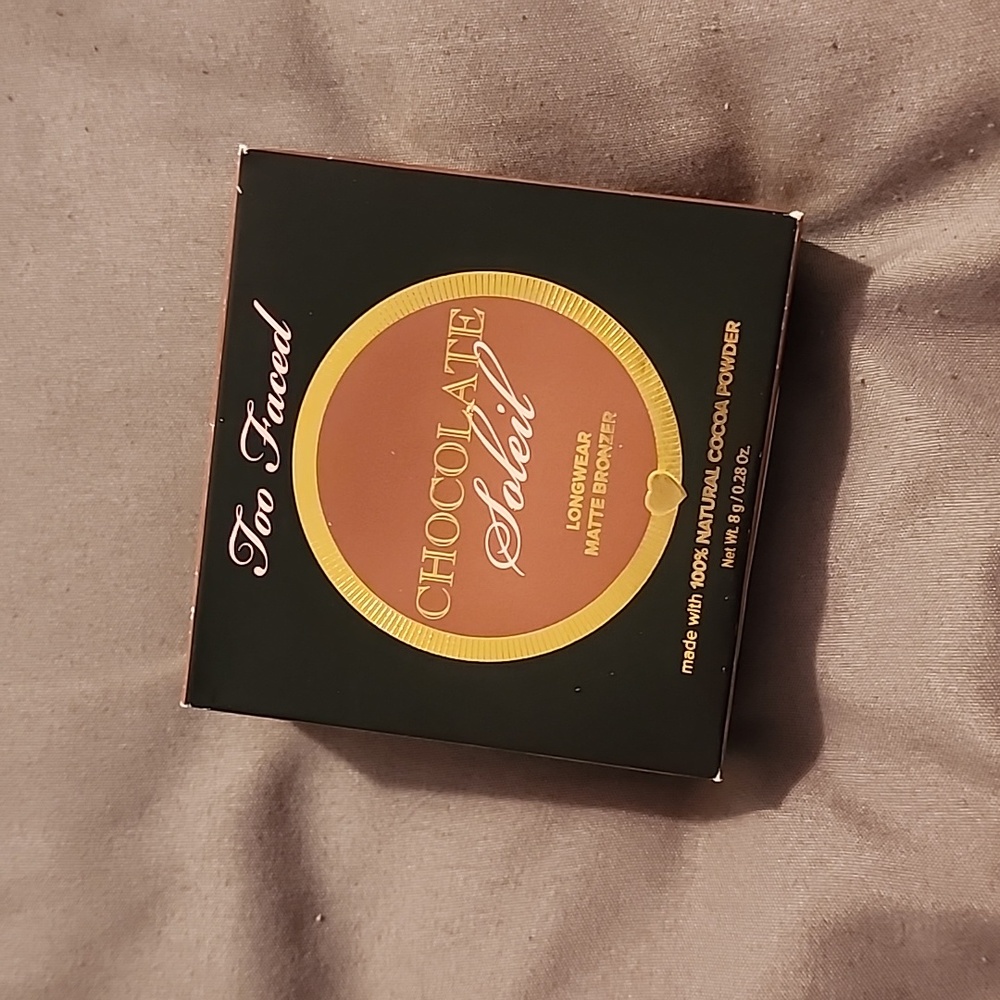 Too Faced
CHOCOLATE
Soleil
LONGWEAR
MATTE BRONZER
made with 100% NATURAL COCOA POWDER
Net Wt. 8 g / 0.28 Oz.